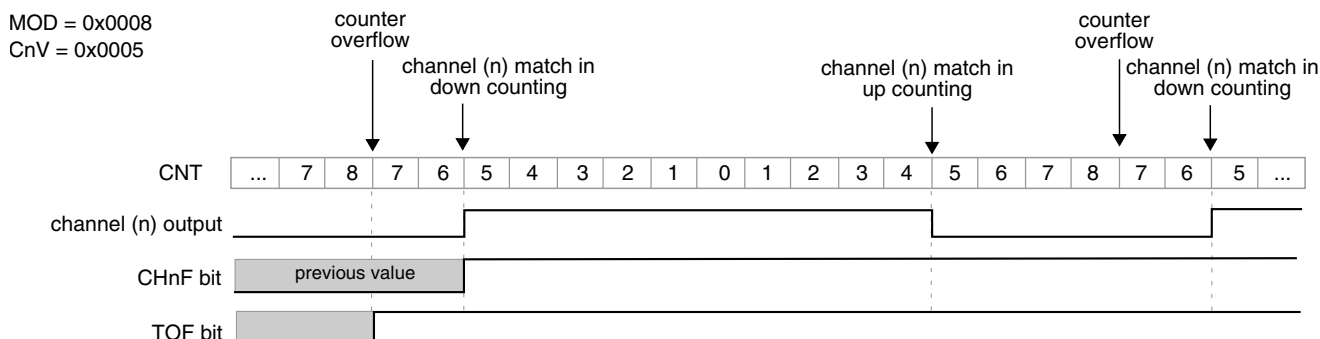 MOD = 0x0008
CnV = 0x0005
counter
overflow
channel (n) match in
down counting
channel (n) match in
up counting
counter
overflow
channel (n) match in
down counting
CNT ... 7 8 7 6 5 4 3 2 1 0 1 2 3 4 5 6 7 8 7 6 5 ...
channel (n) output
CHnF bit previous value
TOF bit